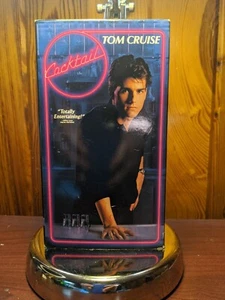 TOM CRUISE
Cocktail
"Totally
Entertaining!"